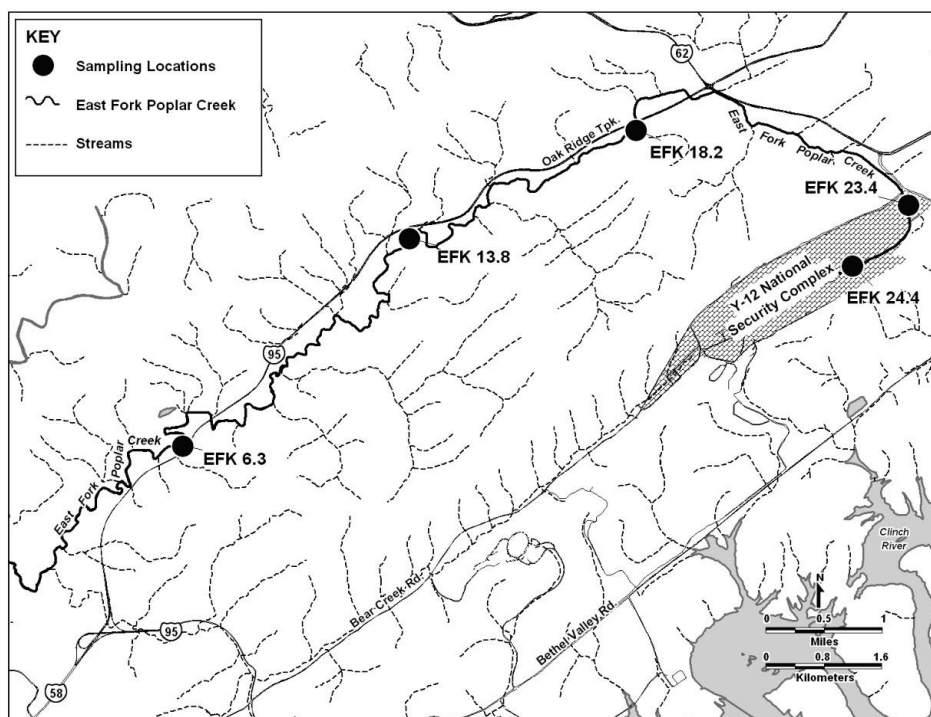 KEY
Sampling Locations
East Fork Poplar Creek
Streams
62
Oak Ridge Tpk.
East Fork Poplar Creek
EFK 18.2
EFK 23.4
EFK 13.8
Y-12 National
Security Complex
EFK 24.4
95
East Fork Poplar Creek
EFK 6.3
Clinch
River
Bear Creek Rd.
Bethel Valley Rd.
N
0 0.5 1
Miles
0 0.8 1.6
Kilometers
95
58